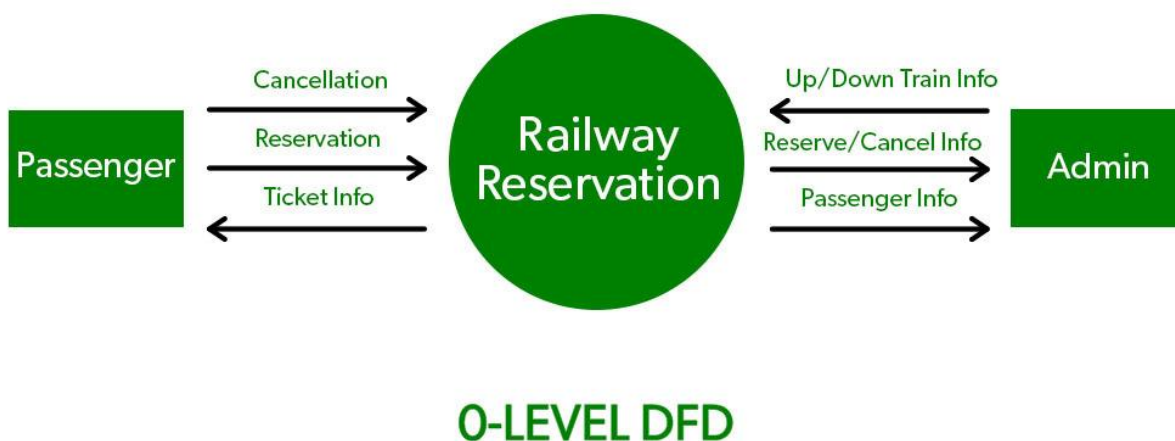 Cancellation
Reservation
Ticket Info
Passenger
Railway
Reservation
Up/Down Train Info
Reserve/Cancel Info
Passenger Info
Admin
0-LEVEL DFD